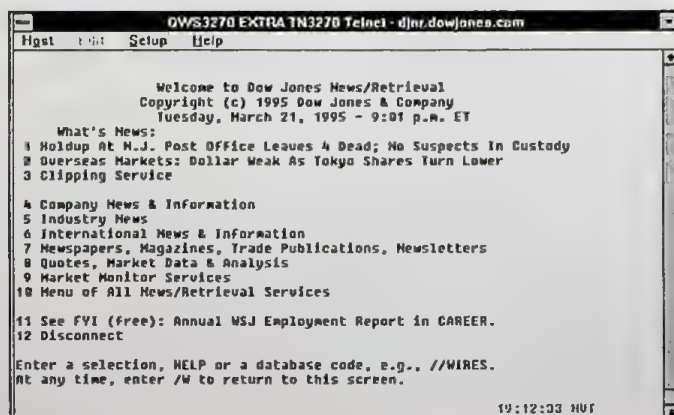 QWS3270 EXTRA TN3270 Telnet - djnr.dowjones.com
Host Edit Setup Help
Welcome to Dow Jones News/Retrieval
Copyright (c) 1995 Dow Jones & Company
Tuesday, March 21, 1995 - 9:01 p.m. ET
What's News:
1 Holdup At N.J. Post Office Leaves 4 Dead; No Suspects In Custody
2 Overseas Markets: Dollar Weak As Tokyo Shares Turn Lower
3 Clipping Service
4 Company News & Information
5 Industry News
6 International News & Information
7 Newspapers, Magazines, Trade Publications, Newsletters
8 Quotes, Market Data & Analysis
9 Market Monitor Services
10 Menu of All News/Retrieval Services
11 See FYI (free): Annual WSJ Employment Report in CAREER.
12 Disconnect
Enter a selection, HELP or a database code, e.g., //WIRES.
At any time, enter /W to return to this screen.